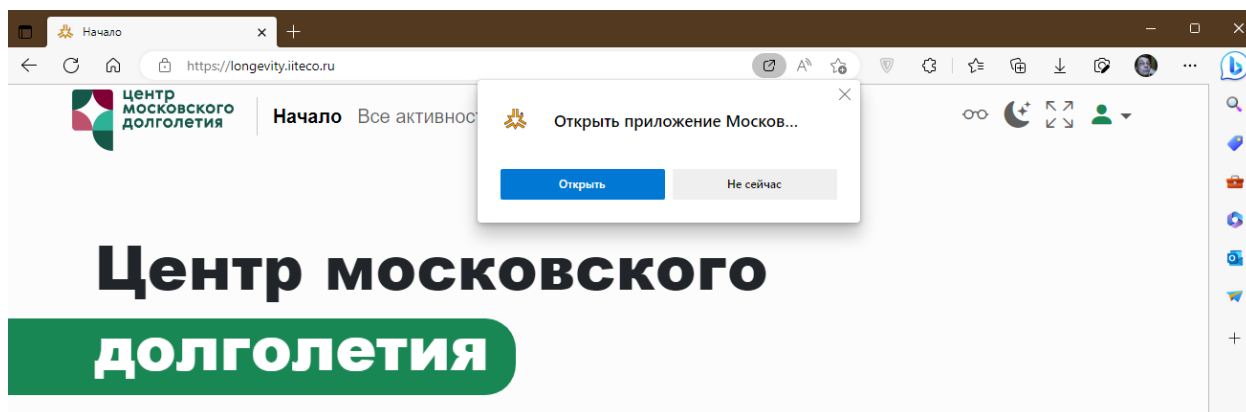 Начало
https://longevity.iiteco.ru
центр
московского
долголетия
Начало Все активнос
Открыть приложение Москов...
Открыть Не сейчас
Центр московского
долголетия